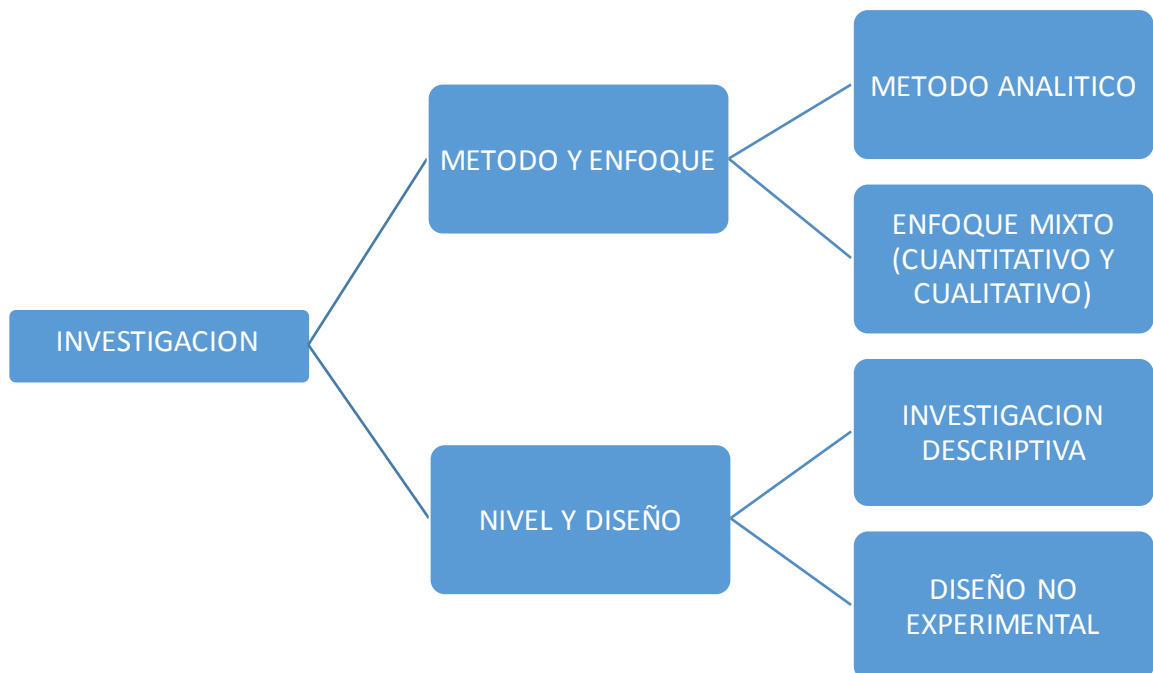 INVESTIGACION
METODO Y ENFOQUE
METODO ANALITICO
ENFOQUE MIXTO
(CUANTITATIVO Y
CUALITATIVO)
NIVEL Y DISEÑO
INVESTIGACION
DESCRIPTIVA
DISEÑO NO
EXPERIMENTAL